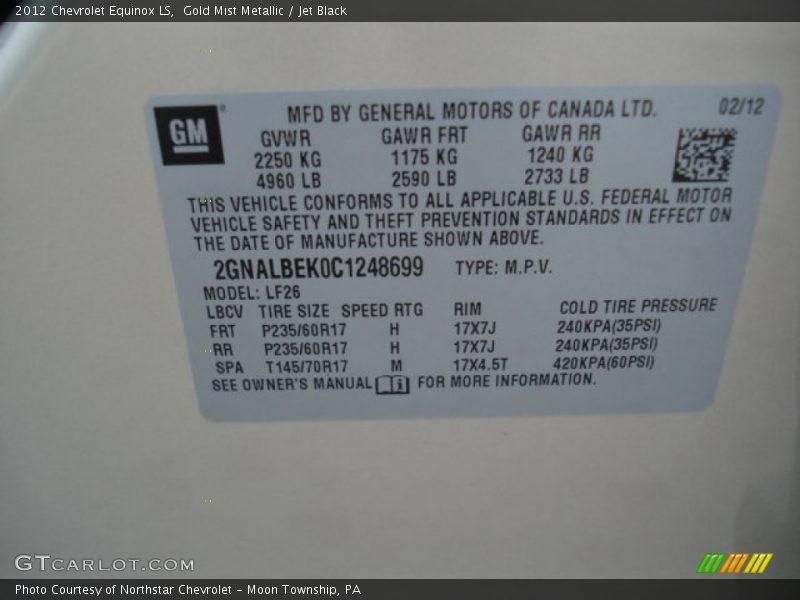 2012 Chevrolet Equinox LS,  Gold Mist Metallic / Jet Black
GM
MFD BY GENERAL MOTORS OF CANADA LTD. 02/12
GVWR GAWR FRT GAWR RR
2250 KG 1175 KG 1240 KG
4960 LB 2590 LB 2733 LB
THIS VEHICLE CONFORMS TO ALL APPLICABLE U.S. FEDERAL MOTOR
VEHICLE SAFETY AND THEFT PREVENTION STANDARDS IN EFFECT ON
THE DATE OF MANUFACTURE SHOWN ABOVE.
2GNALBEK0C1248699 TYPE: M.P.V.
MODEL: LF26
LBCV TIRE SIZE SPEED RTG RIM COLD TIRE PRESSURE
FRT P235/60R17 H 17X7J 240KPA(35PSI)
RR P235/60R17 H 17X7J 240KPA(35PSI)
SPA T145/70R17 M 17X4.5T 420KPA(60PSI)
SEE OWNER'S MANUAL FOR MORE INFORMATION.
GTCARLOT.COM
Photo Courtesy of Northstar Chevrolet - Moon Township, PA